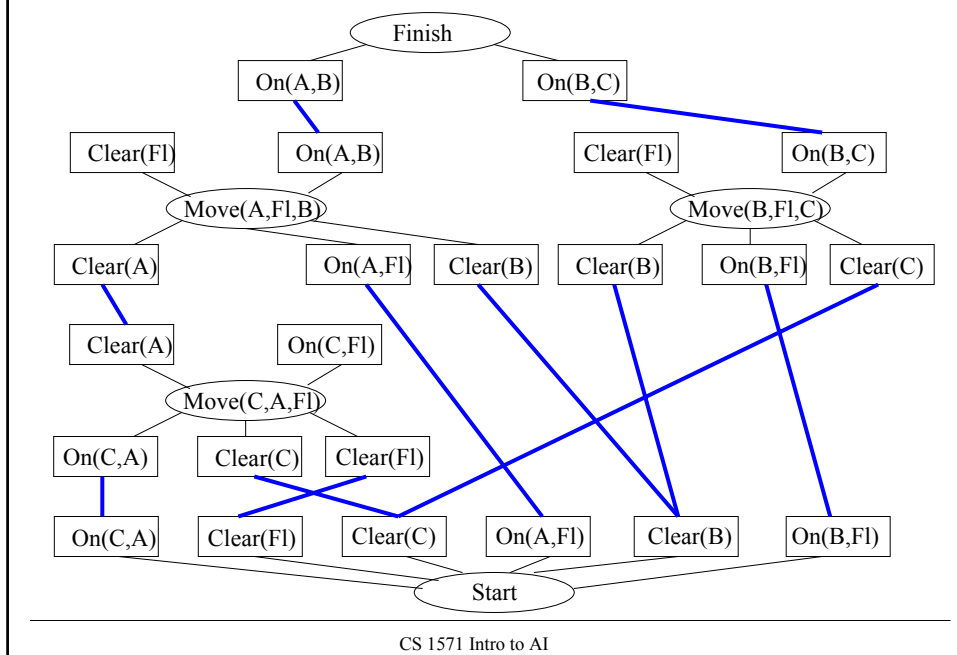 Finish
On(A,B) On(B,C)
Clear(Fl) On(A,B) Clear(Fl) On(B,C)
Move(A,Fl,B) Move(B,Fl,C)
Clear(A) On(A,Fl) Clear(B) Clear(B) On(B,Fl) Clear(C)
Clear(A) On(C,Fl)
Move(C,A,Fl)
On(C,A) Clear(C) Clear(Fl)
On(C,A) Clear(Fl) Clear(C) On(A,Fl) Clear(B) On(B,Fl)
Start
CS 1571 Intro to AI